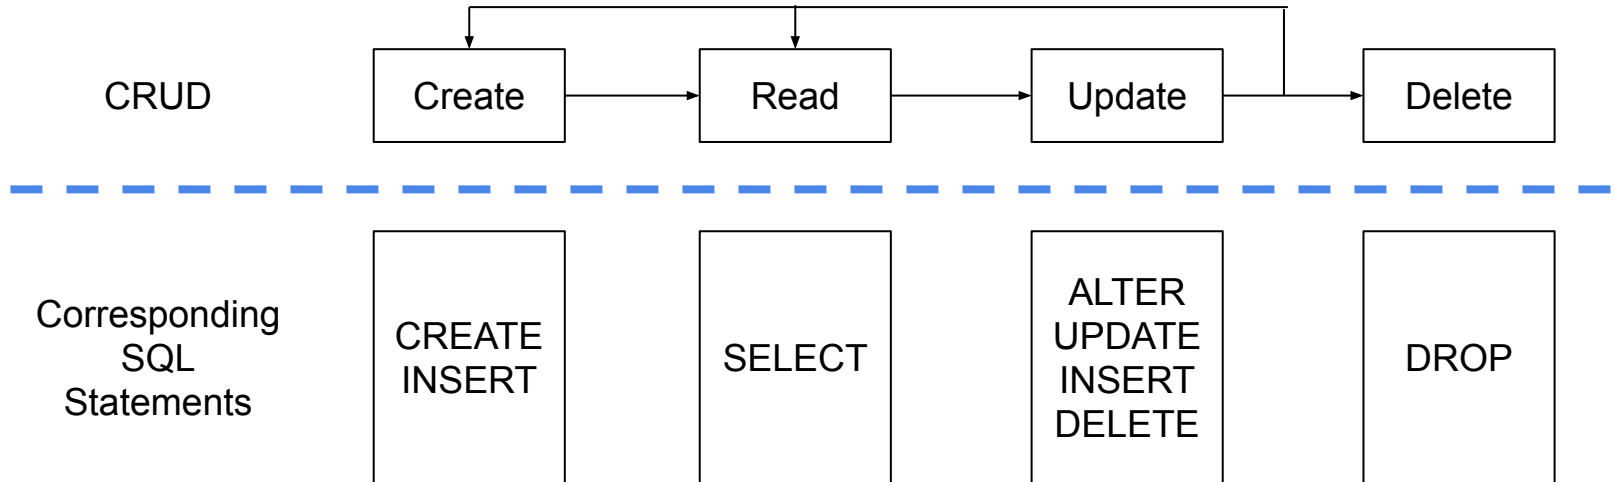 CRUD
Create
Read
Update
Delete
Corresponding
SQL
Statements
CREATE
INSERT
SELECT
ALTER
UPDATE
INSERT
DELETE
DROP